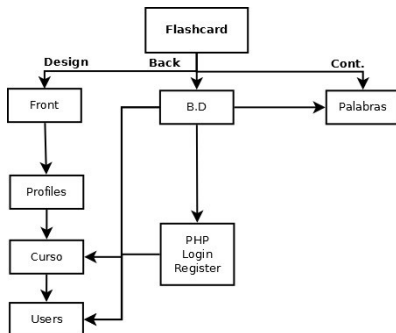 Flashcard
Design
Back
Cont.
Front
B.D
Palabras
Profiles
PHP
Login
Register
Curso
Users